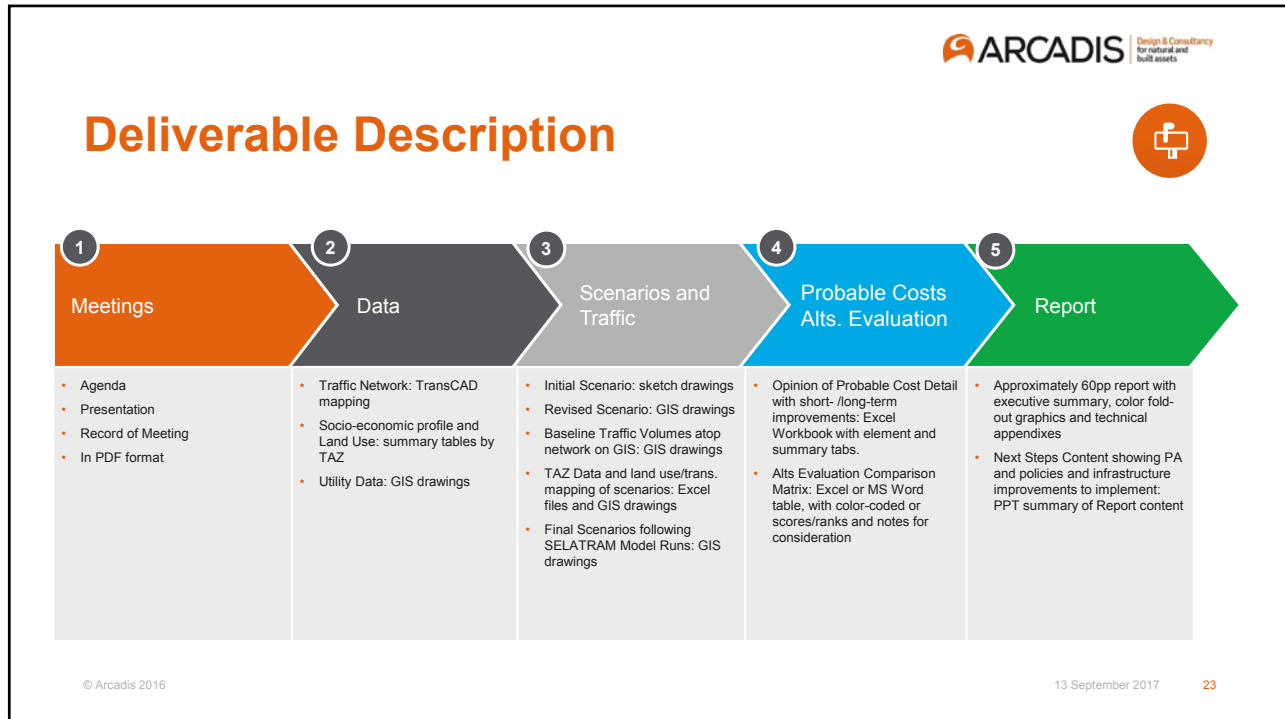 ARCADIS
Design & Consultancy
for natural and
built assets
Deliverable Description
1
Meetings
• Agenda
• Presentation
• Record of Meeting
• In PDF format
2
Data
• Traffic Network: TransCAD
mapping
• Socio-economic profile and
Land Use: summary tables by
TAZ
• Utility Data: GIS drawings
3
Scenarios and
Traffic
• Initial Scenario: sketch drawings
• Revised Scenario: GIS drawings
• Baseline Traffic Volumes atop
network on GIS: GIS drawings
• TAZ Data and land use/trans.
mapping of scenarios: Excel
files and GIS drawings
• Final Scenarios following
SELATRAM Model Runs: GIS
drawings
4
Probable Costs
Alts. Evaluation
• Opinion of Probable Cost Detail
with short- /long-term
improvements: Excel
Workbook with element and
summary tabs.
• Alts Evaluation Comparison
Matrix: Excel or MS Word
table, with color-coded or
scores/ranks and notes for
consideration
5
Report
• Approximately 60pp report with
executive summary, color fold-
out graphics and technical
appendixes
• Next Steps Content showing PA
and policies and infrastructure
improvements to implement:
PPT summary of Report content
© Arcadis 2016
13 September 2017
23